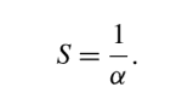 S = 1/α.